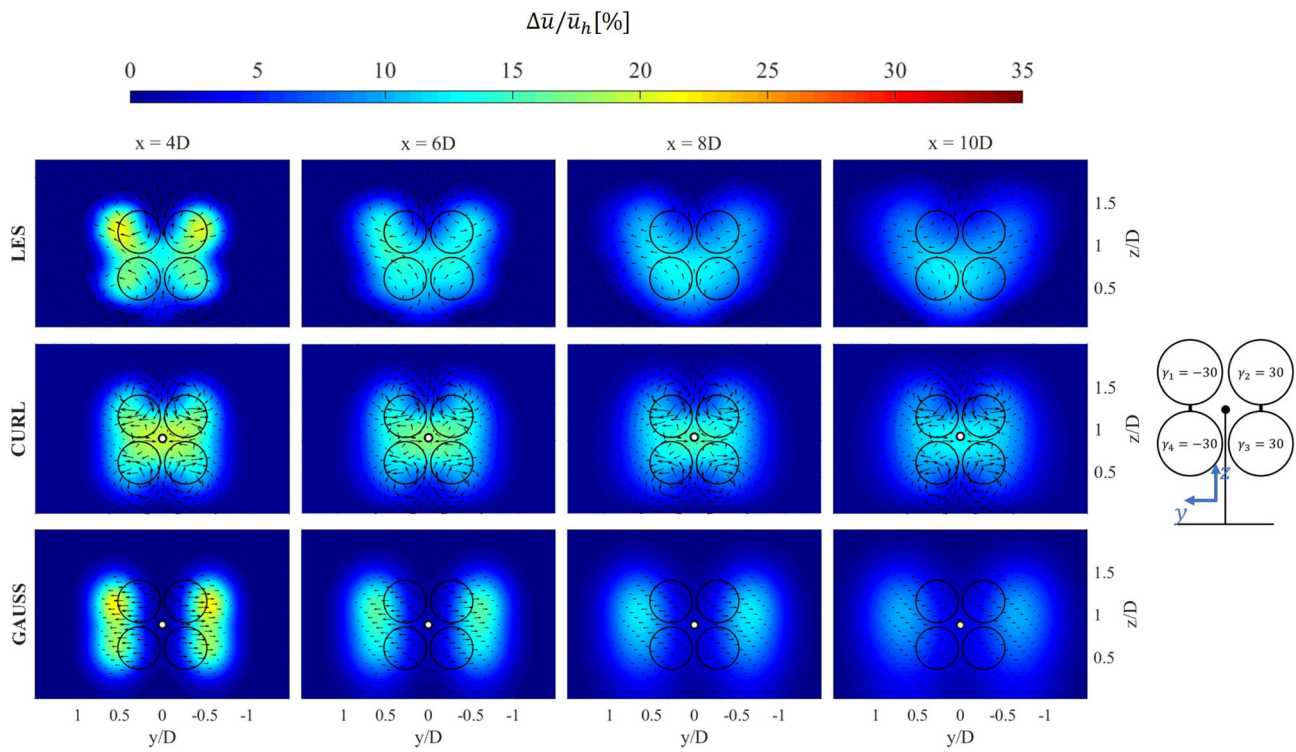 Δū/ū_h[%]
0 5 10 15 20 25 30 35
x = 4D x = 6D x = 8D x = 10D
LES
1.5
1
0.5
z/D
CURL
1.5
1
0.5
z/D
γ₁ = −30 γ₂ = 30
γ₄ = −30 γ₃ = 30
z
y
GAUSS
1.5
1
0.5
z/D
1 0.5 0 -0.5 -1 1 0.5 0 -0.5 -1 1 0.5 0 -0.5 -1 1 0.5 0 -0.5 -1
y/D y/D y/D y/D